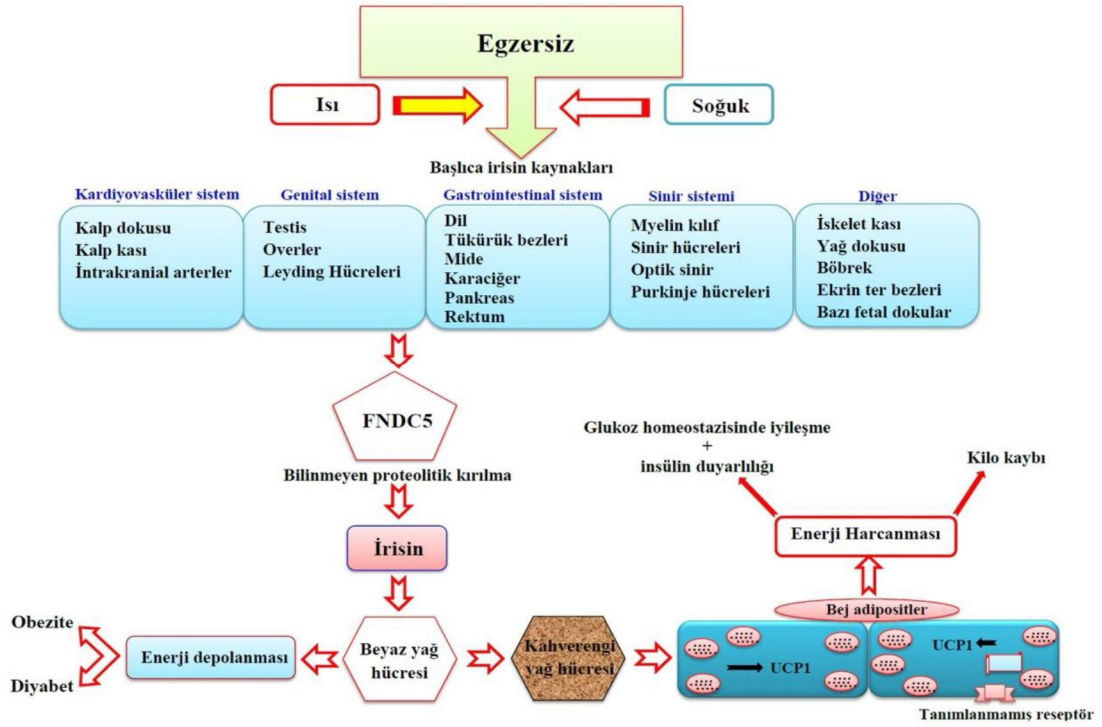 Egzersiz
Isı
Soğuk
Başlıca irisin kaynakları
Kardiyovasküler sistem
Kalp dokusu
Kalp kası
İntrakranial arterler
Genital sistem
Testis
Overler
Leyding Hücreleri
Gastrointestinal sistem
Dil
Tükürük bezleri
Mide
Karaciğer
Pankreas
Rektum
Sinir sistemi
Myelin kılıf
Sinir hücreleri
Optik sinir
Purkinje hücreleri
Diğer
İskelet kası
Yağ dokusu
Böbrek
Ekrin ter bezleri
Bazı fetal dokular
FNDC5
Bilinmeyen proteolitik kırılma
İrisin
Beyaz yağ
hücresi
Enerji depolanması
Obezite
Diyabet
Kahverengi
yağ hücresi
UCP1
UCP1
Tanımlanmamış reseptör
Bej adipositler
Enerji Harcanması
Glukoz homeostazisinde iyileşme
+
insülin duyarlılığı
Kilo kaybı